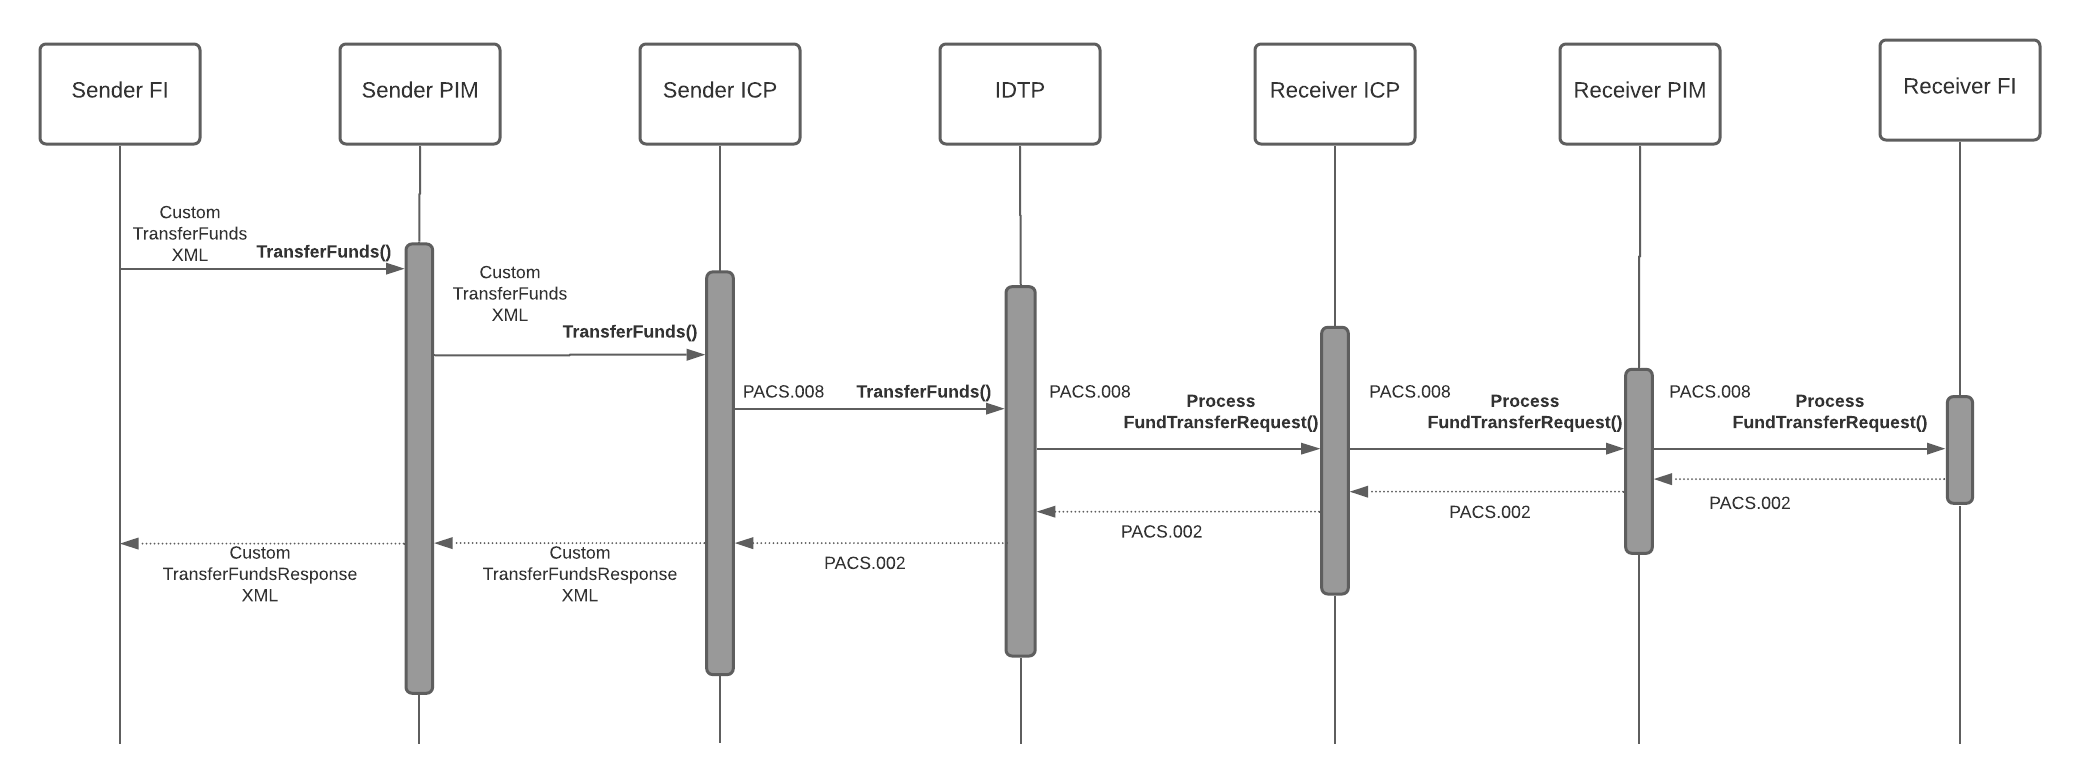 Sender FI
Sender PIM
Sender ICP
IDTP
Receiver ICP
Receiver PIM
Receiver FI
Custom
TransferFunds
XML
TransferFunds()
Custom
TransferFunds
XML
TransferFunds()
PACS.008
TransferFunds()
PACS.008
Process
FundTransferRequest()
PACS.008
Process
FundTransferRequest()
PACS.008
Process
FundTransferRequest()
PACS.002
PACS.002
PACS.002
PACS.002
Custom
TransferFundsResponse
XML
Custom
TransferFundsResponse
XML